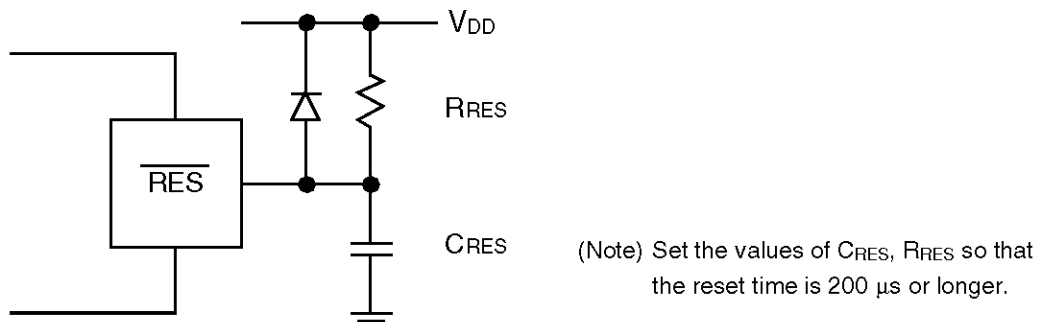 VDD
RRES
RES
CRES
(Note) Set the values of CRES, RRES so that
the reset time is 200 μs or longer.